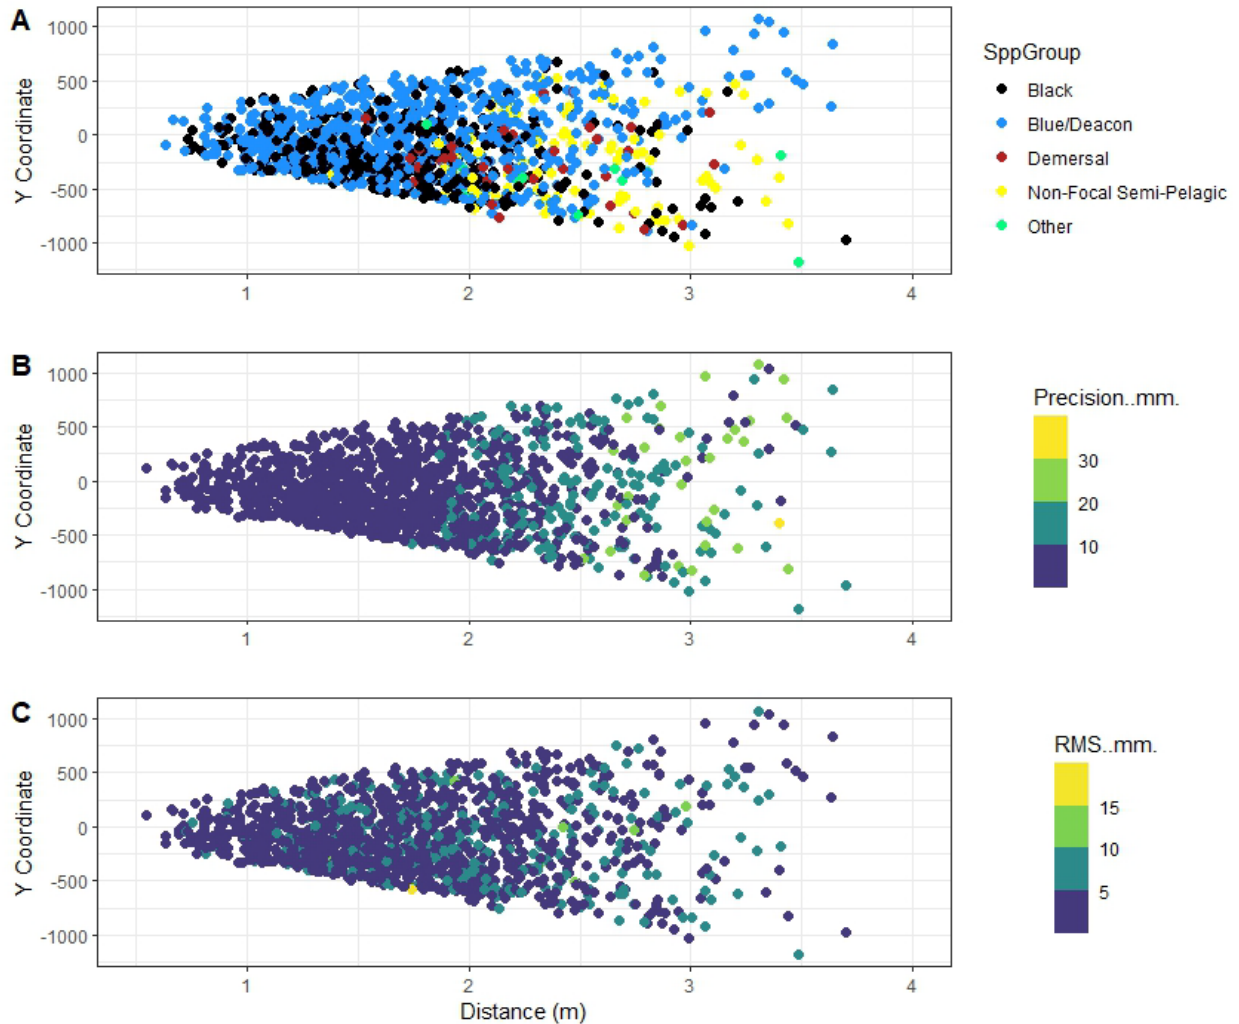 A
1000
500
0
-500
-1000
Y Coordinate
1
2
3
4
SppGroup
Black
Blue/Deacon
Demersal
Non-Focal Semi-Pelagic
Other
B
1000
500
0
-500
-1000
Y Coordinate
1
2
3
4
Precision..mm.
30
20
10
C
1000
500
0
-500
-1000
Y Coordinate
1
2
3
4
Distance (m)
RMS..mm.
15
10
5